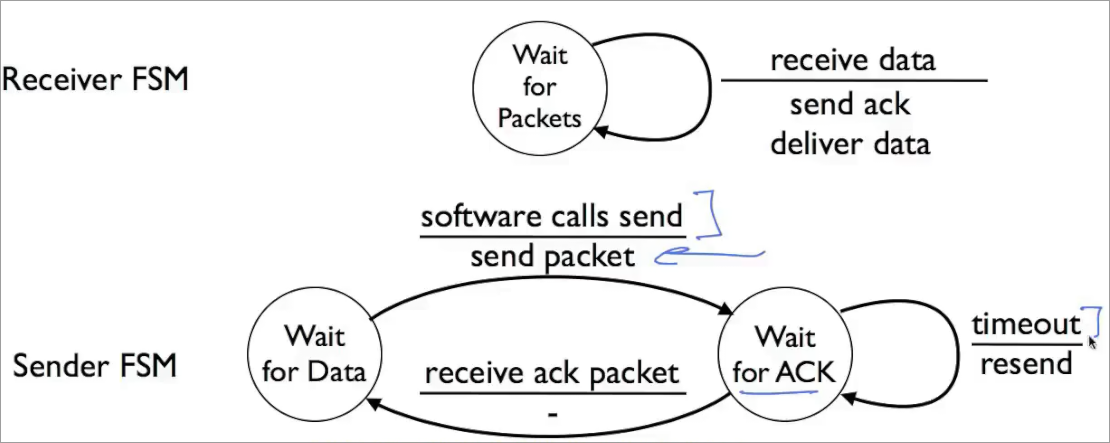 Receiver FSM
Wait
for
Packets
receive data
send ack
deliver data
software calls send
send packet
Sender FSM
Wait
for Data
receive ack packet
-
Wait
for ACK
timeout
resend